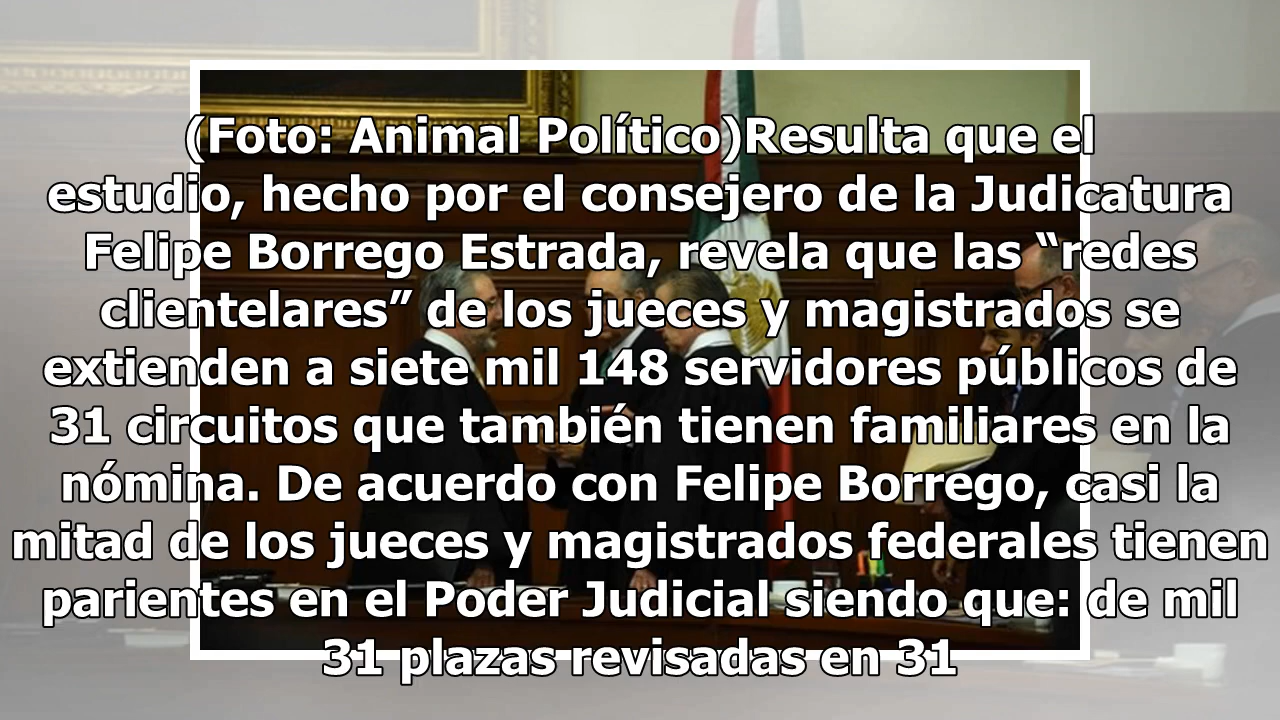 (Foto: Animal Político)Resulta que el
estudio, hecho por el consejero de la Judicatura
Felipe Borrego Estrada, revela que las “redes
clientelares” de los jueces y magistrados se
extienden a siete mil 148 servidores públicos de
31 circuitos que también tienen familiares en la
nómina. De acuerdo con Felipe Borrego, casi la
mitad de los jueces y magistrados federales tienen
parientes en el Poder Judicial siendo que: de mil
31 plazas revisadas en 31